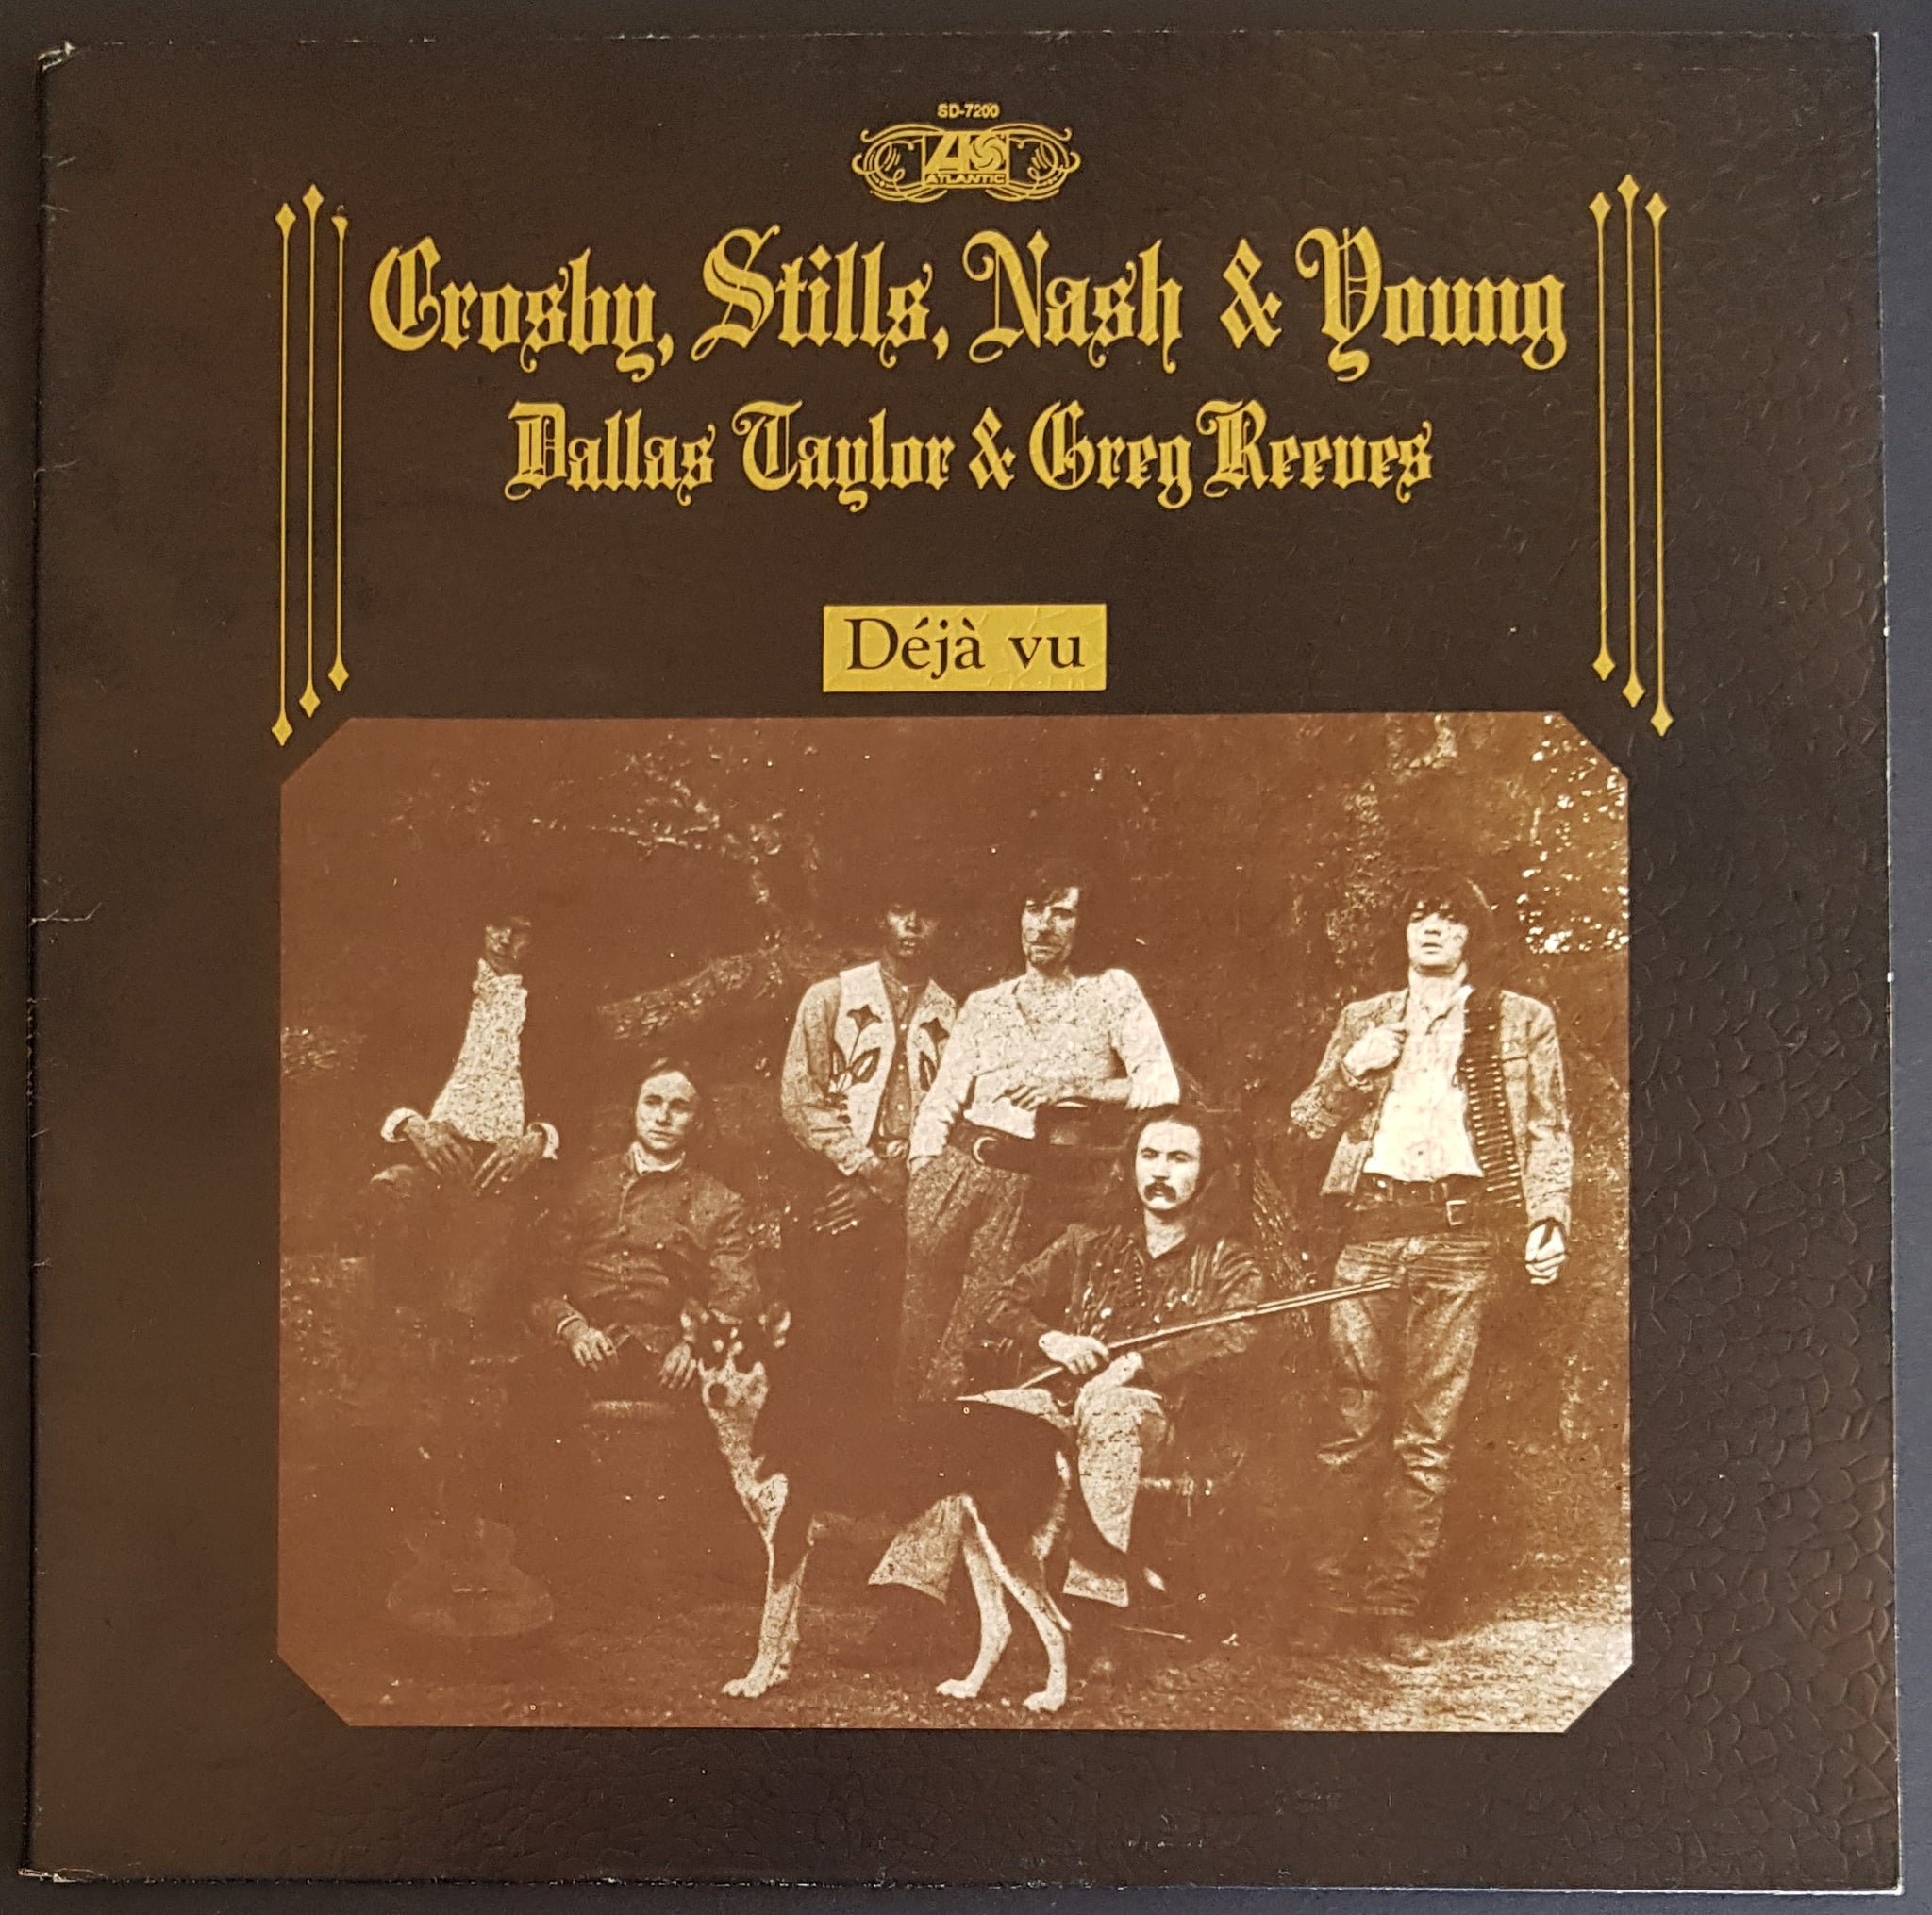 SD-7200
ATLANTIC
Crosby, Stills, Nash & Young
Dallas Taylor & Greg Reeves
Déjà vu